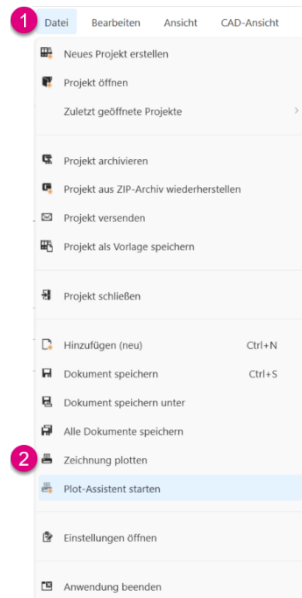 1 Datei Bearbeiten Ansicht CAD-Ansicht
Neues Projekt erstellen
Projekt öffnen
Zuletzt geöffnete Projekte
Projekt archivieren
Projekt aus ZIP-Archiv wiederherstellen
Projekt versenden
Projekt als Vorlage speichern
Projekt schließen
Hinzufügen (neu) Ctrl+N
Dokument speichern Ctrl+S
Dokument speichern unter
Alle Dokumente speichern
2 Zeichnung plotten
Plot-Assistent starten
Einstellungen öffnen
Anwendung beenden